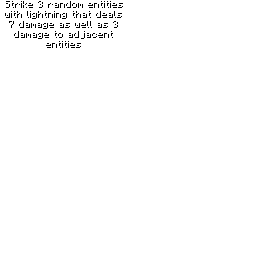 Strike 3 random entities
with lightning that deals
7 damage as well as 3
damage to adjacent
entities